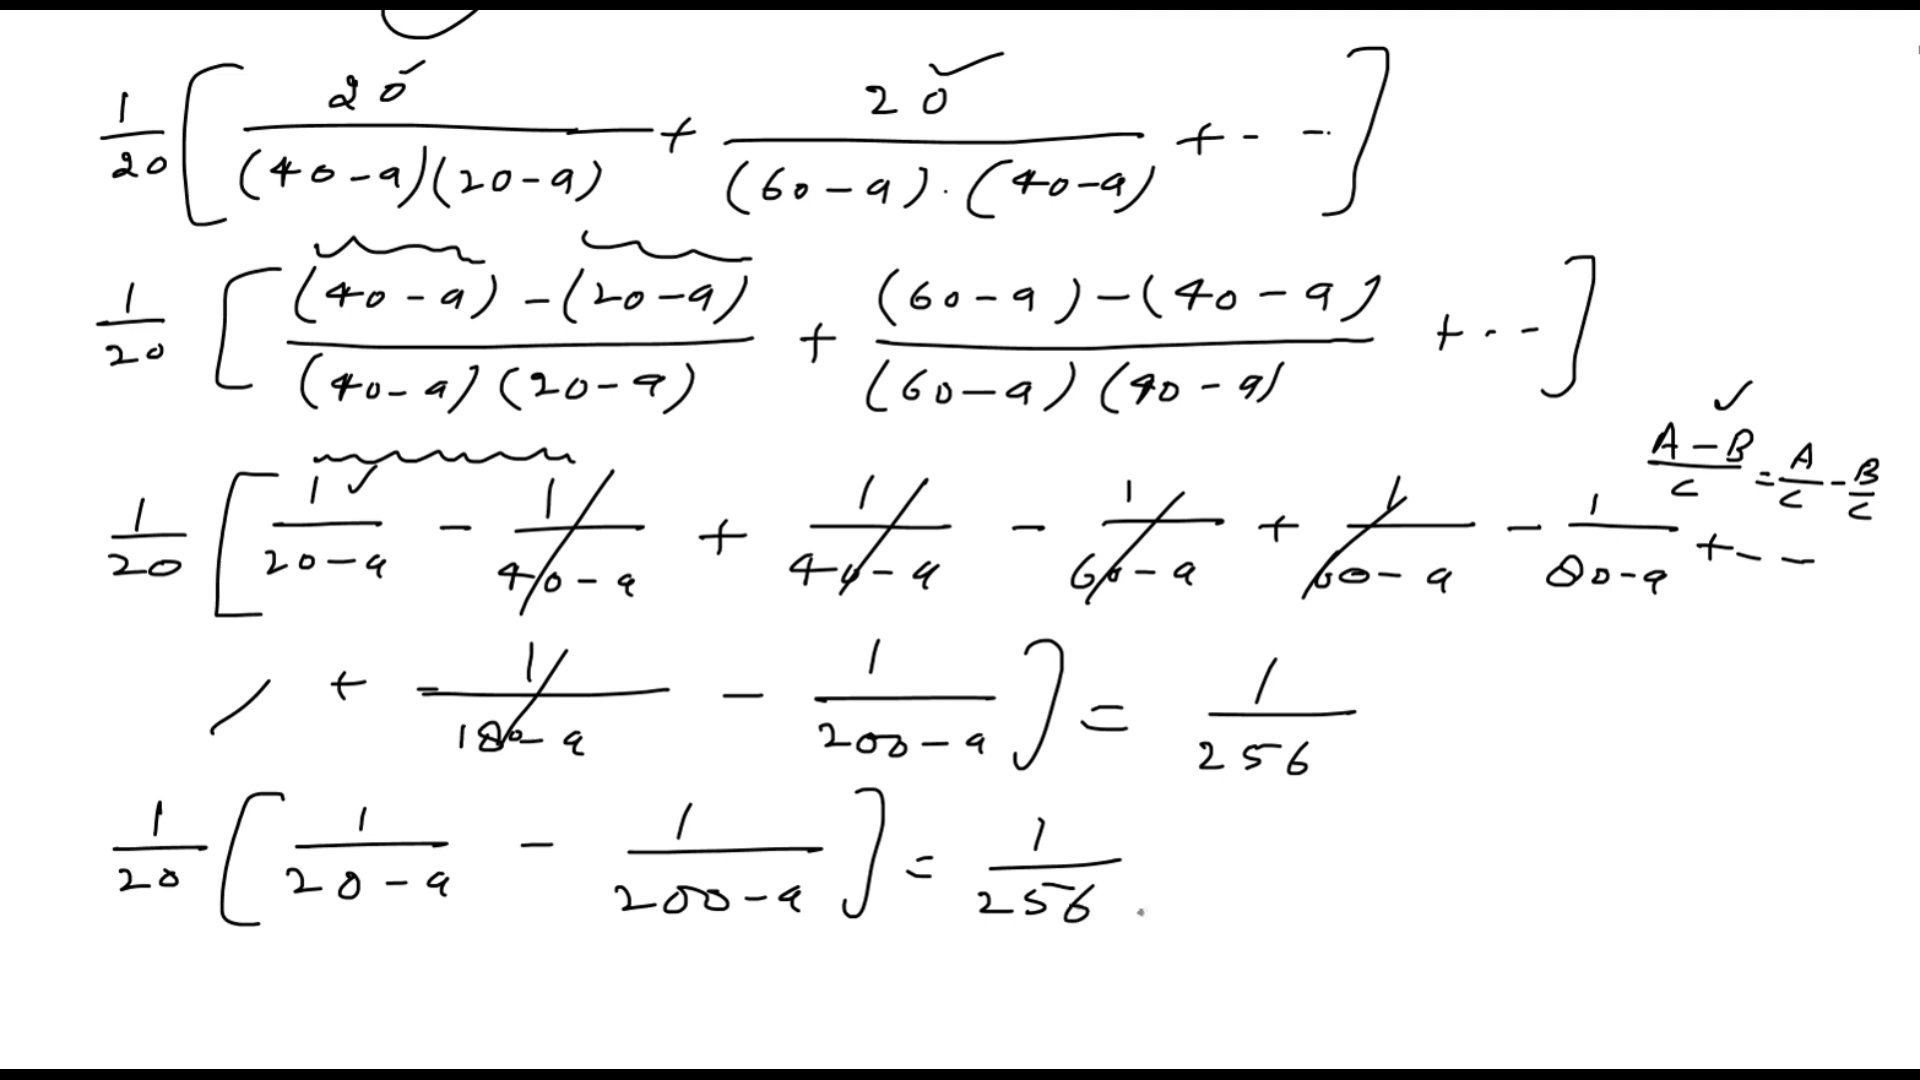 1/20 [ 20/((40-a)(20-a)) + 20/((60-a).(40-a)) + - - ]
1/20 [ ((40-a)-(20-a))/((40-a)(20-a)) + ((60-a)-(40-a))/((60-a)(40-a)) + - - ]
(A-B)/C = A/C - B/C
1/20 [ 1/(20-a) - 1/(40-a) + 1/(40-a) - 1/(60-a) + 1/(60-a) - 1/(80-a) + - -
+ 1/(180-a) - 1/(200-a) ] = 1/256
1/20 [ 1/(20-a) - 1/(200-a) ] = 1/256 .